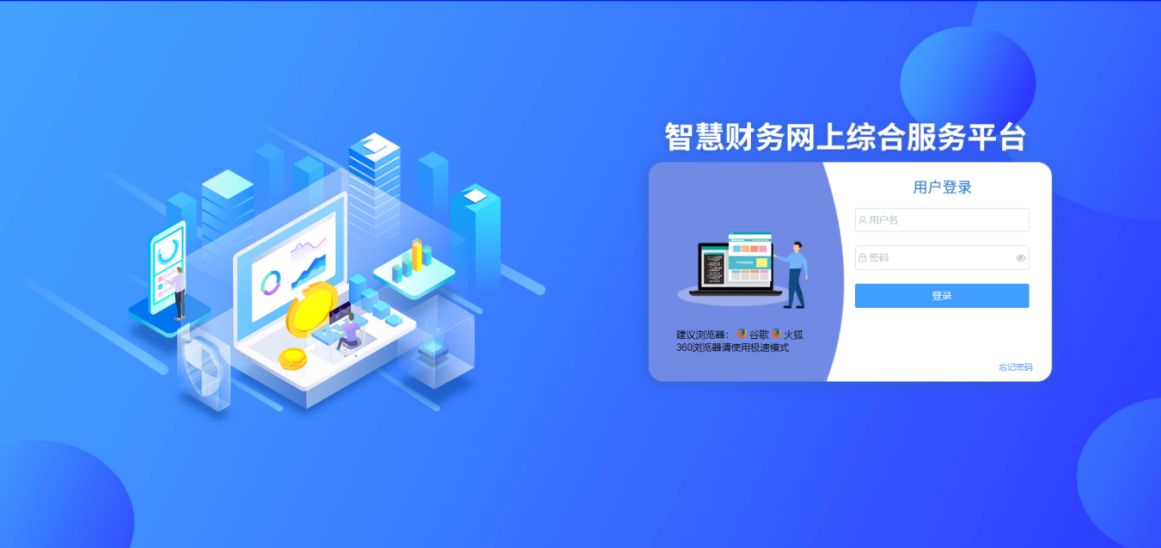 智慧财务网上综合服务平台
用户登录
用户名
密码
登录
建议浏览器： 谷歌 火狐
360浏览器请使用极速模式
忘记密码